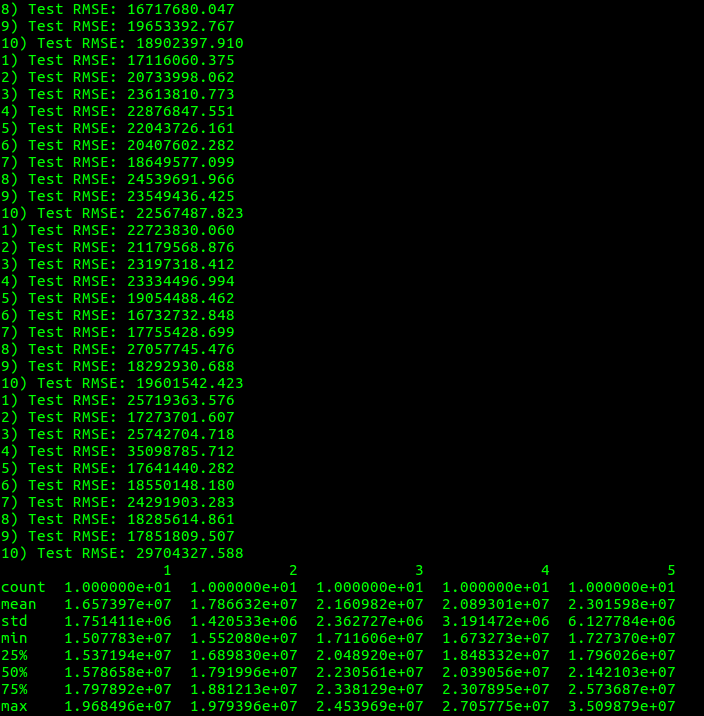 8) Test RMSE: 16717680.047
9) Test RMSE: 19653392.767
10) Test RMSE: 18902397.910
1) Test RMSE: 17116060.375
2) Test RMSE: 20733998.062
3) Test RMSE: 23613810.773
4) Test RMSE: 22876847.551
5) Test RMSE: 22043726.161
6) Test RMSE: 20407602.282
7) Test RMSE: 18649577.099
8) Test RMSE: 24539691.966
9) Test RMSE: 23549436.425
10) Test RMSE: 22567487.823
1) Test RMSE: 22723830.060
2) Test RMSE: 21179568.876
3) Test RMSE: 23197318.412
4) Test RMSE: 23334496.994
5) Test RMSE: 19054488.462
6) Test RMSE: 16732732.848
7) Test RMSE: 17755428.699
8) Test RMSE: 27057745.476
9) Test RMSE: 18292930.688
10) Test RMSE: 19601542.423
1) Test RMSE: 25719363.576
2) Test RMSE: 17273701.607
3) Test RMSE: 25742704.718
4) Test RMSE: 35098785.712
5) Test RMSE: 17641440.282
6) Test RMSE: 18550148.180
7) Test RMSE: 24291903.283
8) Test RMSE: 18285614.861
9) Test RMSE: 17851809.507
10) Test RMSE: 29704327.588
1 2 3 4 5
count 1.000000e+01 1.000000e+01 1.000000e+01 1.000000e+01 1.000000e+01
mean 1.657397e+07 1.786632e+07 2.160982e+07 2.089301e+07 2.301598e+07
std 1.751411e+06 1.420533e+06 2.362727e+06 3.191472e+06 6.127784e+06
min 1.507783e+07 1.552080e+07 1.711606e+07 1.673273e+07 1.727370e+07
25% 1.537194e+07 1.689830e+07 2.048920e+07 1.848332e+07 1.796026e+07
50% 1.578658e+07 1.791996e+07 2.230561e+07 2.039056e+07 2.142103e+07
75% 1.797892e+07 1.881213e+07 2.338129e+07 2.307895e+07 2.573687e+07
max 1.968496e+07 1.979396e+07 2.453969e+07 2.705775e+07 3.509879e+07